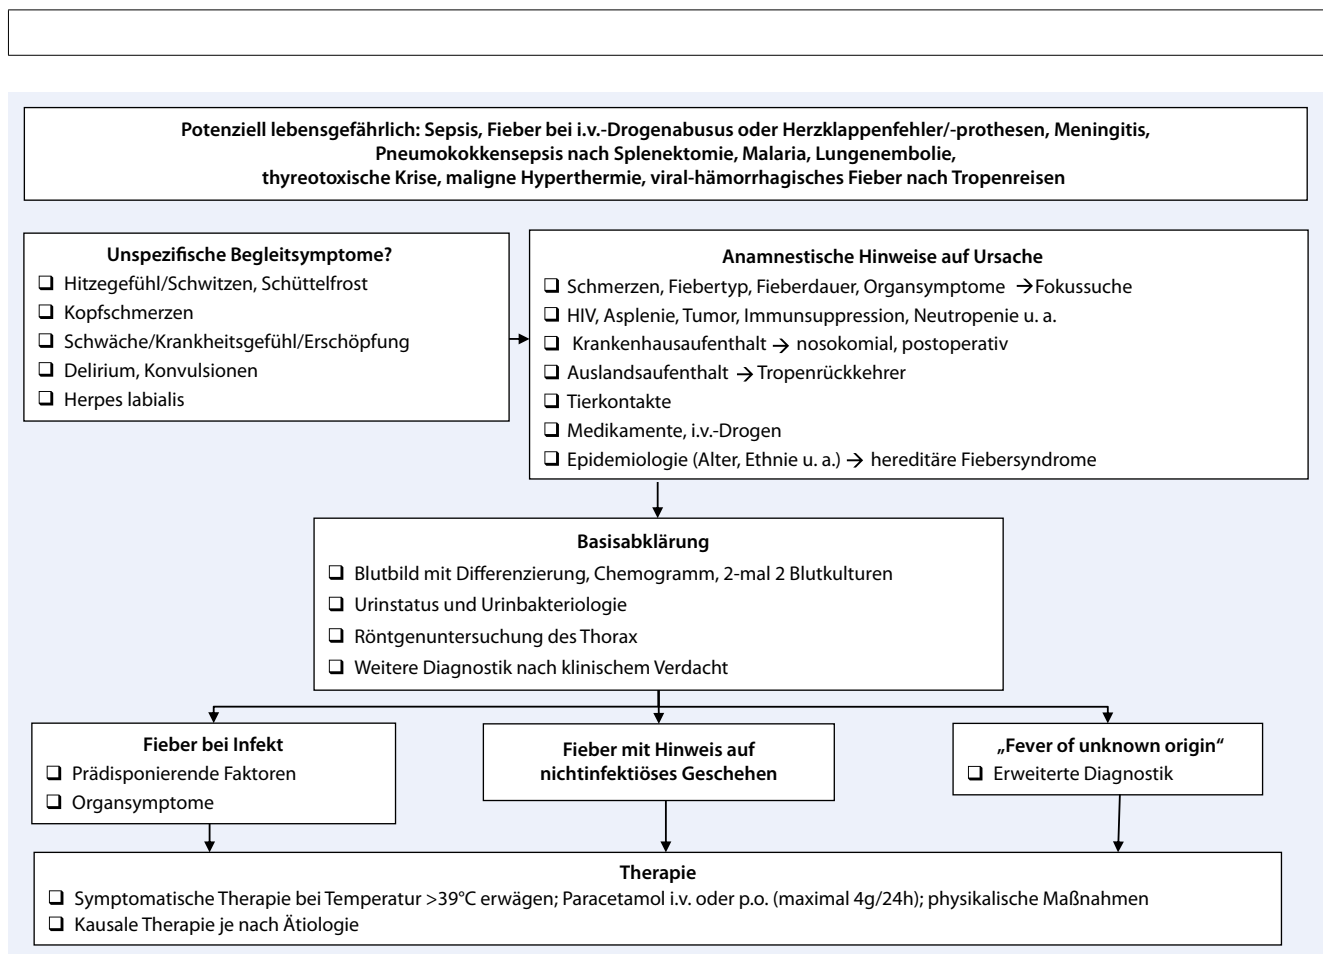 Potenziell lebensgefährlich: Sepsis, Fieber bei i.v.-Drogenabusus oder Herzklappenfehler/-prothesen, Meningitis,
Pneumokokkensepsis nach Splenektomie, Malaria, Lungenembolie,
thyreotoxische Krise, maligne Hyperthermie, viral-hämorrhagisches Fieber nach Tropenreisen
Unspezifische Begleitsymptome?
❑ Hitzegefühl/Schwitzen, Schüttelfrost
❑ Kopfschmerzen
❑ Schwäche/Krankheitsgefühl/Erschöpfung
❑ Delirium, Konvulsionen
❑ Herpes labialis
Anamnestische Hinweise auf Ursache
❑ Schmerzen, Fiebertyp, Fieberdauer, Organsymptome → Fokussuche
❑ HIV, Asplenie, Tumor, Immunsuppression, Neutropenie u. a.
❑ Krankenhausaufenthalt → nosokomial, postoperativ
❑ Auslandsaufenthalt → Tropenrückkehrer
❑ Tierkontakte
❑ Medikamente, i.v.-Drogen
❑ Epidemiologie (Alter, Ethnie u. a.) → hereditäre Fiebersyndrome
Basisabklärung
❑ Blutbild mit Differenzierung, Chemogramm, 2-mal 2 Blutkulturen
❑ Urinstatus und Urinbakteriologie
❑ Röntgenuntersuchung des Thorax
❑ Weitere Diagnostik nach klinischem Verdacht
Fieber bei Infekt
❑ Prädisponierende Faktoren
❑ Organsymptome
Fieber mit Hinweis auf
nichtinfektiöses Geschehen
„Fever of unknown origin“
❑ Erweiterte Diagnostik
Therapie
❑ Symptomatische Therapie bei Temperatur >39°C erwägen; Paracetamol i.v. oder p.o. (maximal 4g/24h); physikalische Maßnahmen
❑ Kausale Therapie je nach Ätiologie